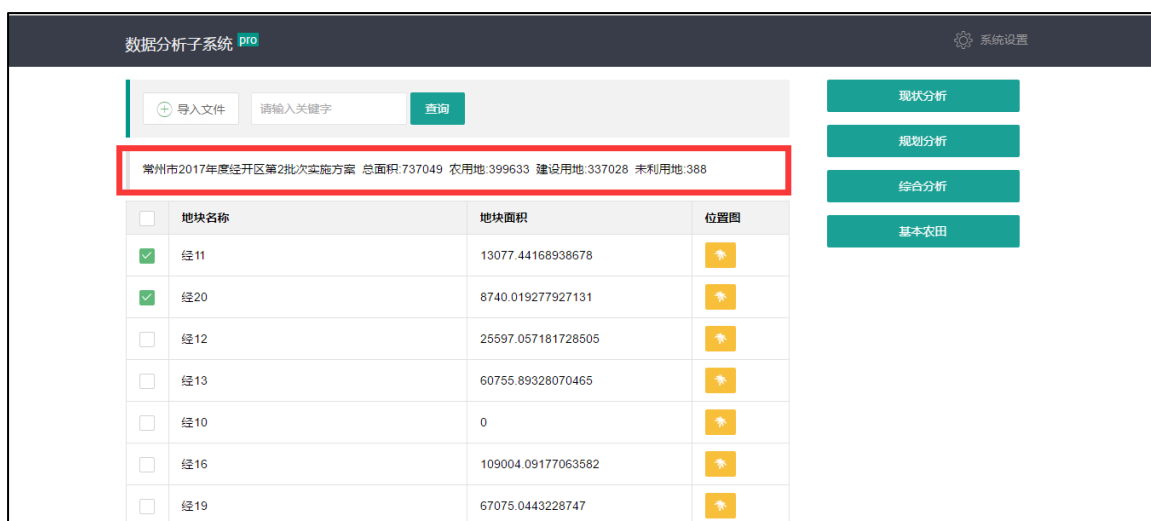 数据分析子系统 pro
系统设置
导入文件 请输入关键字 查询
现状分析
规划分析
综合分析
基本农田
常州市2017年度经开区第2批次实施方案 总面积:737049 农用地:399633 建设用地:337028 未利用地:388
地块名称 地块面积 位置图
经11 13077.44168938678
经20 8740.019277927131
经12 25597.057181728505
经13 60755.89328070465
经10 0
经16 109004.09177063582
经19 67075.0443228747